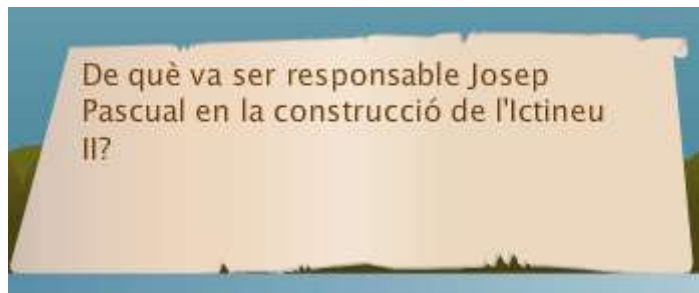 De què va ser responsable Josep
Pascual en la construcció de l'Ictineu
II?